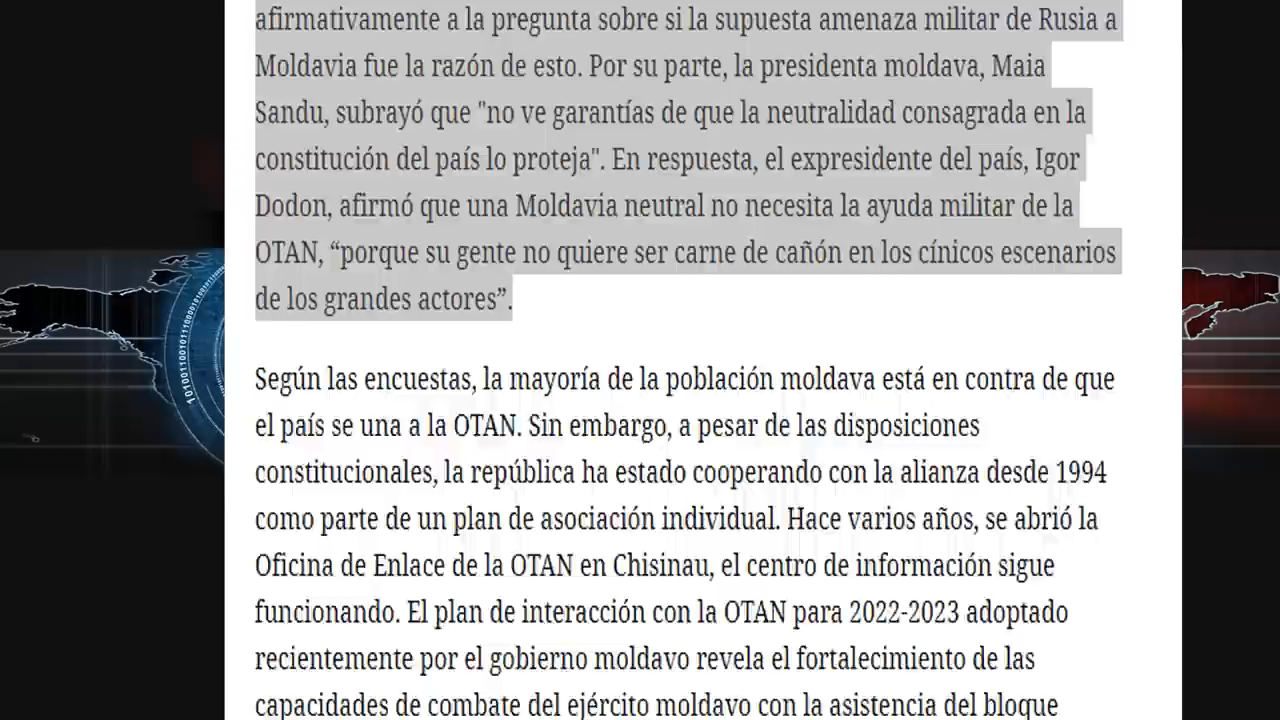 afirmativamente a la pregunta sobre si la supuesta amenaza militar de Rusia a
Moldavia fue la razón de esto. Por su parte, la presidenta moldava, Maia
Sandu, subrayó que "no ve garantías de que la neutralidad consagrada en la
constitución del país lo proteja". En respuesta, el expresidente del país, Igor
Dodon, afirmó que una Moldavia neutral no necesita la ayuda militar de la
OTAN, “porque su gente no quiere ser carne de cañón en los cínicos escenarios
de los grandes actores”.
Según las encuestas, la mayoría de la población moldava está en contra de que
el país se una a la OTAN. Sin embargo, a pesar de las disposiciones
constitucionales, la república ha estado cooperando con la alianza desde 1994
como parte de un plan de asociación individual. Hace varios años, se abrió la
Oficina de Enlace de la OTAN en Chisinau, el centro de información sigue
funcionando. El plan de interacción con la OTAN para 2022-2023 adoptado
recientemente por el gobierno moldavo revela el fortalecimiento de las
capacidades de combate del ejército moldavo con la asistencia del bloque